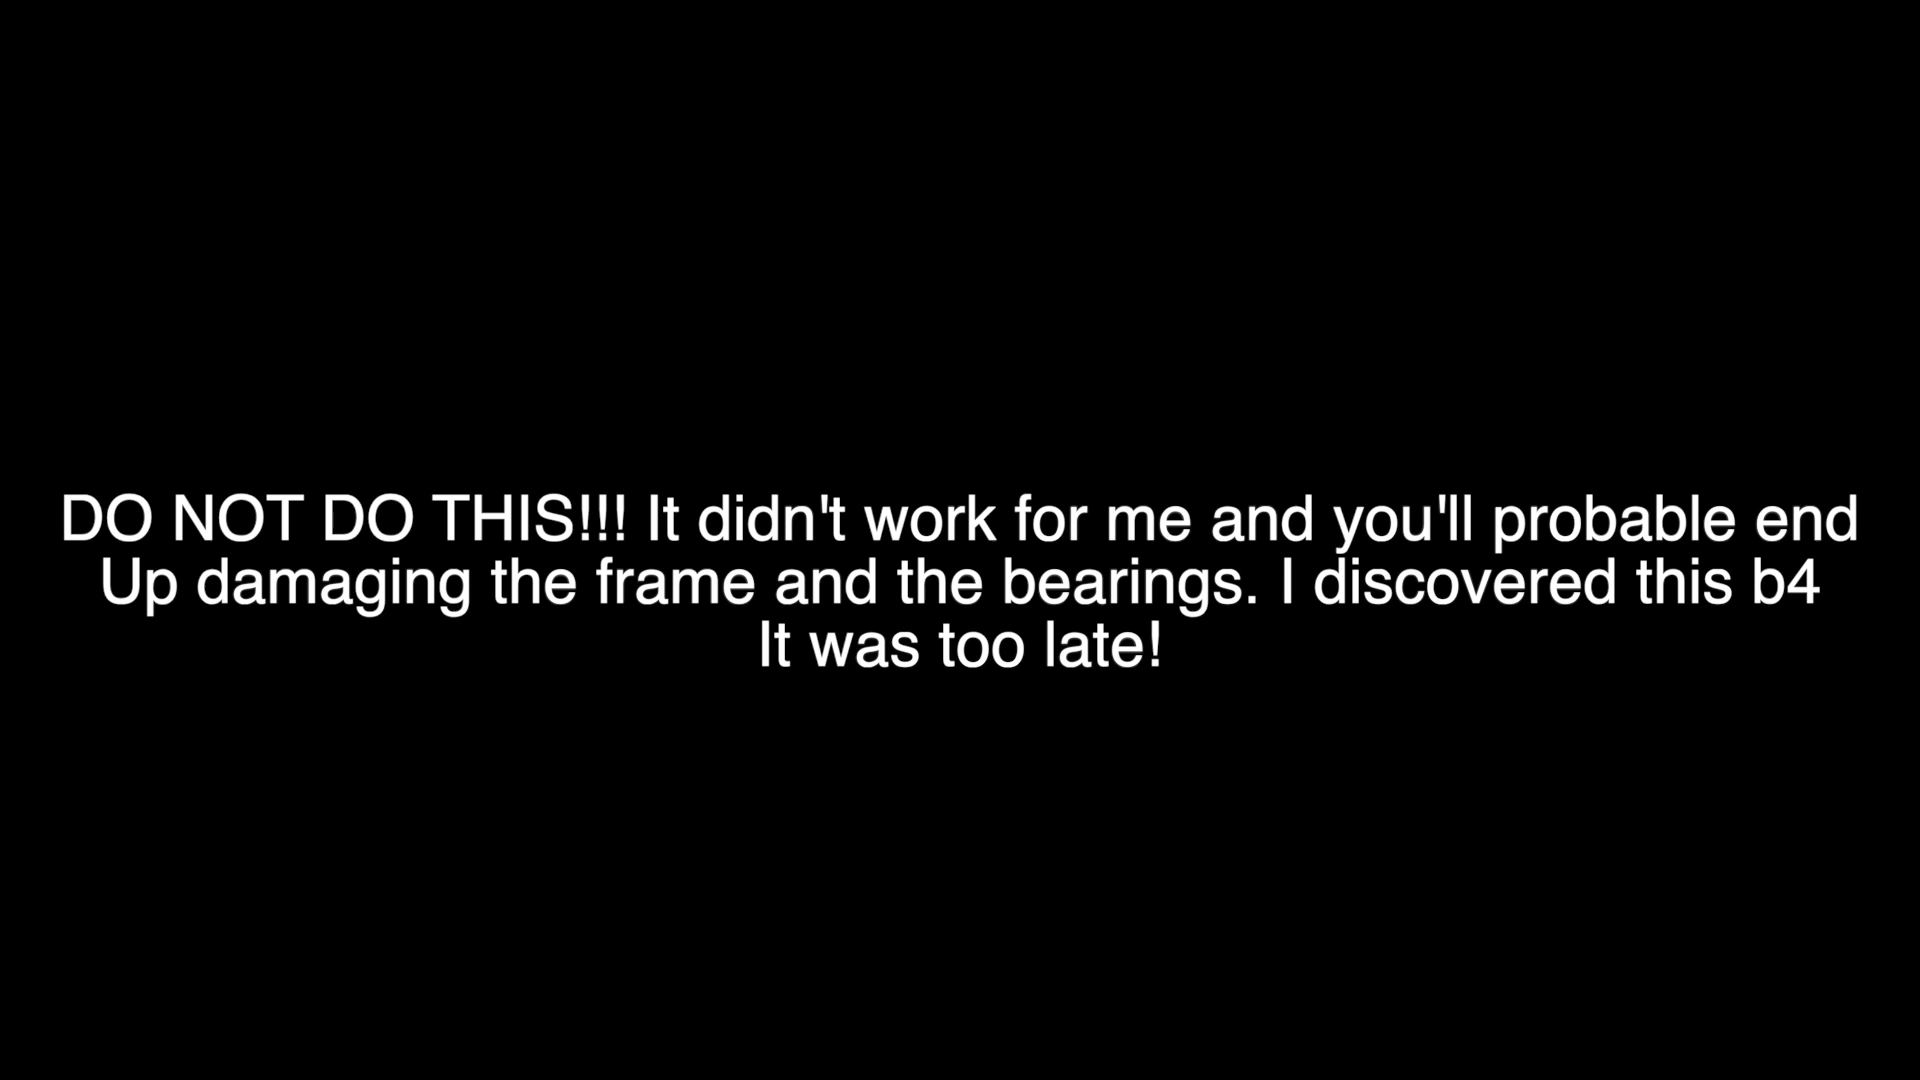 DO NOT DO THIS!!! It didn't work for me and you'll probable end
Up damaging the frame and the bearings. I discovered this b4
It was too late!